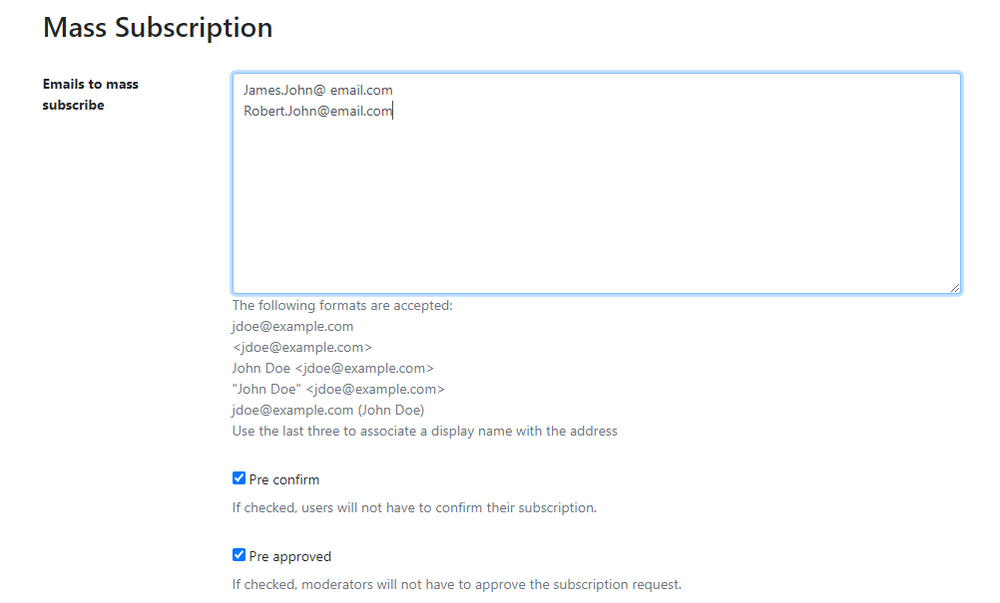 Mass Subscription
Emails to mass
subscribe
James.John@ email.com
Robert.John@email.com
The following formats are accepted:
jdoe@example.com
<jdoe@example.com>
John Doe <jdoe@example.com>
"John Doe" <jdoe@example.com>
jdoe@example.com (John Doe)
Use the last three to associate a display name with the address
Pre confirm
If checked, users will not have to confirm their subscription.
Pre approved
If checked, moderators will not have to approve the subscription request.